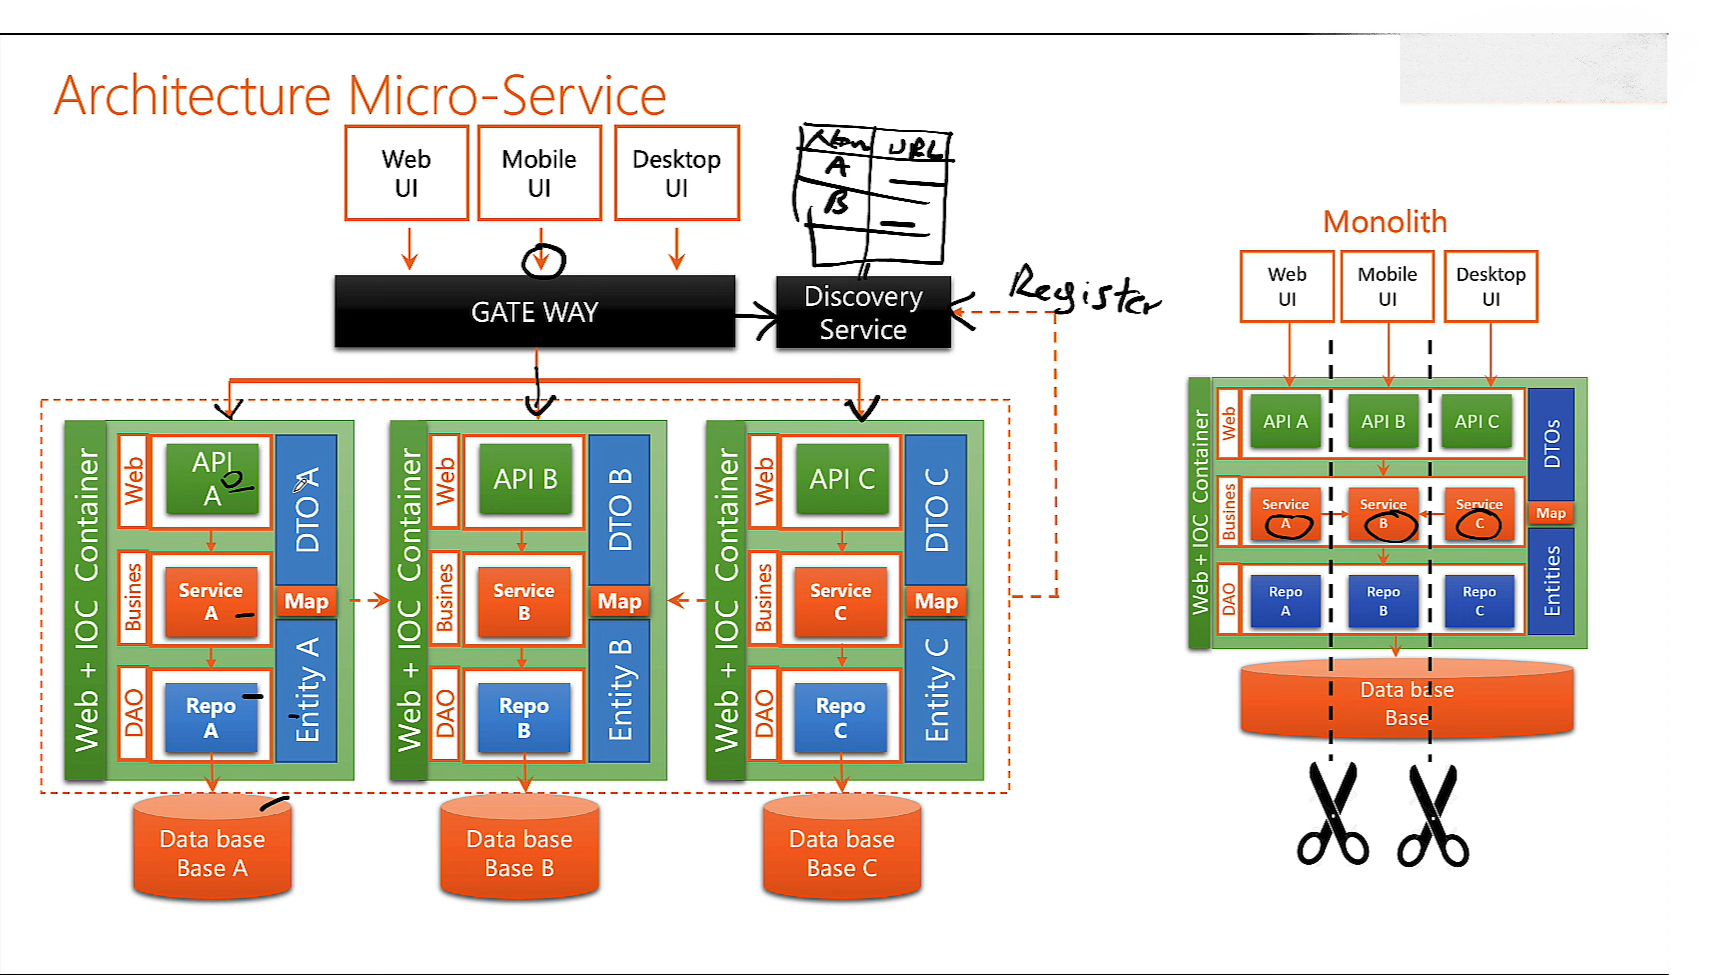 Architecture Micro-Service
Web
UI
Mobile
UI
Desktop
UI
Nom URL
A
B
GATE WAY
Discovery
Service
Register
Web + IOC Container
Web
API
A
DTO A
Busines
Service
A
Map
DAO
Repo
A
Entity A
Data base
Base A
Web + IOC Container
Web
API B
DTO B
Busines
Service
B
Map
DAO
Repo
B
Entity B
Data base
Base B
Web + IOC Container
Web
API C
DTO C
Busines
Service
C
Map
DAO
Repo
C
Entity C
Data base
Base C
Monolith
Web
UI
Mobile
UI
Desktop
UI
Web + IOC Container
Web
API A
API B
API C
DTOs
Busines
Service
A
Service
B
Service
C
Map
DAO
Repo
A
Repo
B
Repo
C
Entities
Data base
Base